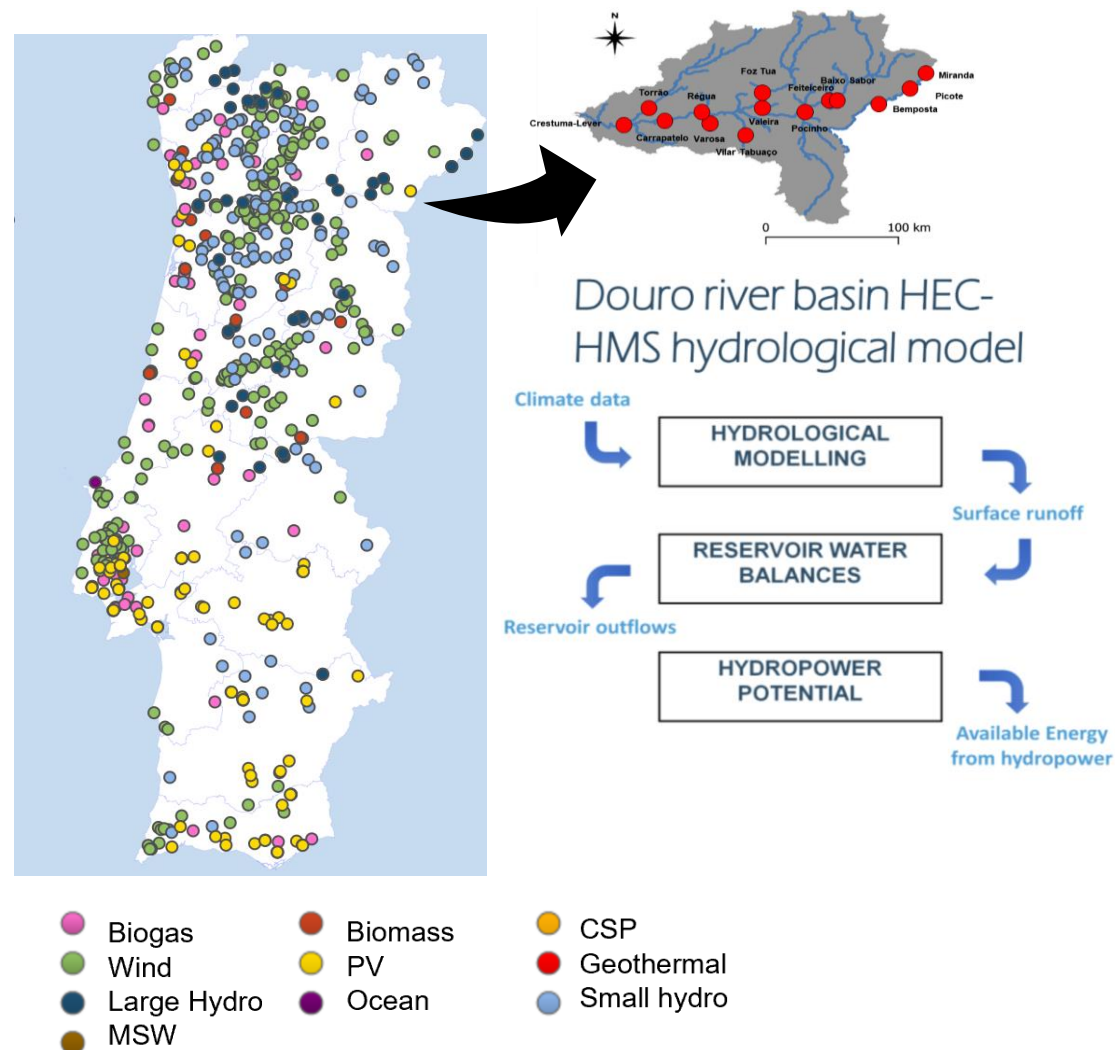 N
Foz Tua
Baixo Sabor
Miranda
Feiteiceiro
Picote
Torrão
Régua
Bemposta
Crestuma-Lever
Valeira
Pocinho
Carrapatelo
Varosa
Vilar Tabuaço
0
100 km
Douro river basin HEC-
HMS hydrological model
Climate data
HYDROLOGICAL
MODELLING
Surface runoff
RESERVOIR WATER
BALANCES
Reservoir outflows
HYDROPOWER
POTENTIAL
Available Energy
from hydropower
Biogas
Wind
Large Hydro
MSW
Biomass
PV
Ocean
CSP
Geothermal
Small hydro